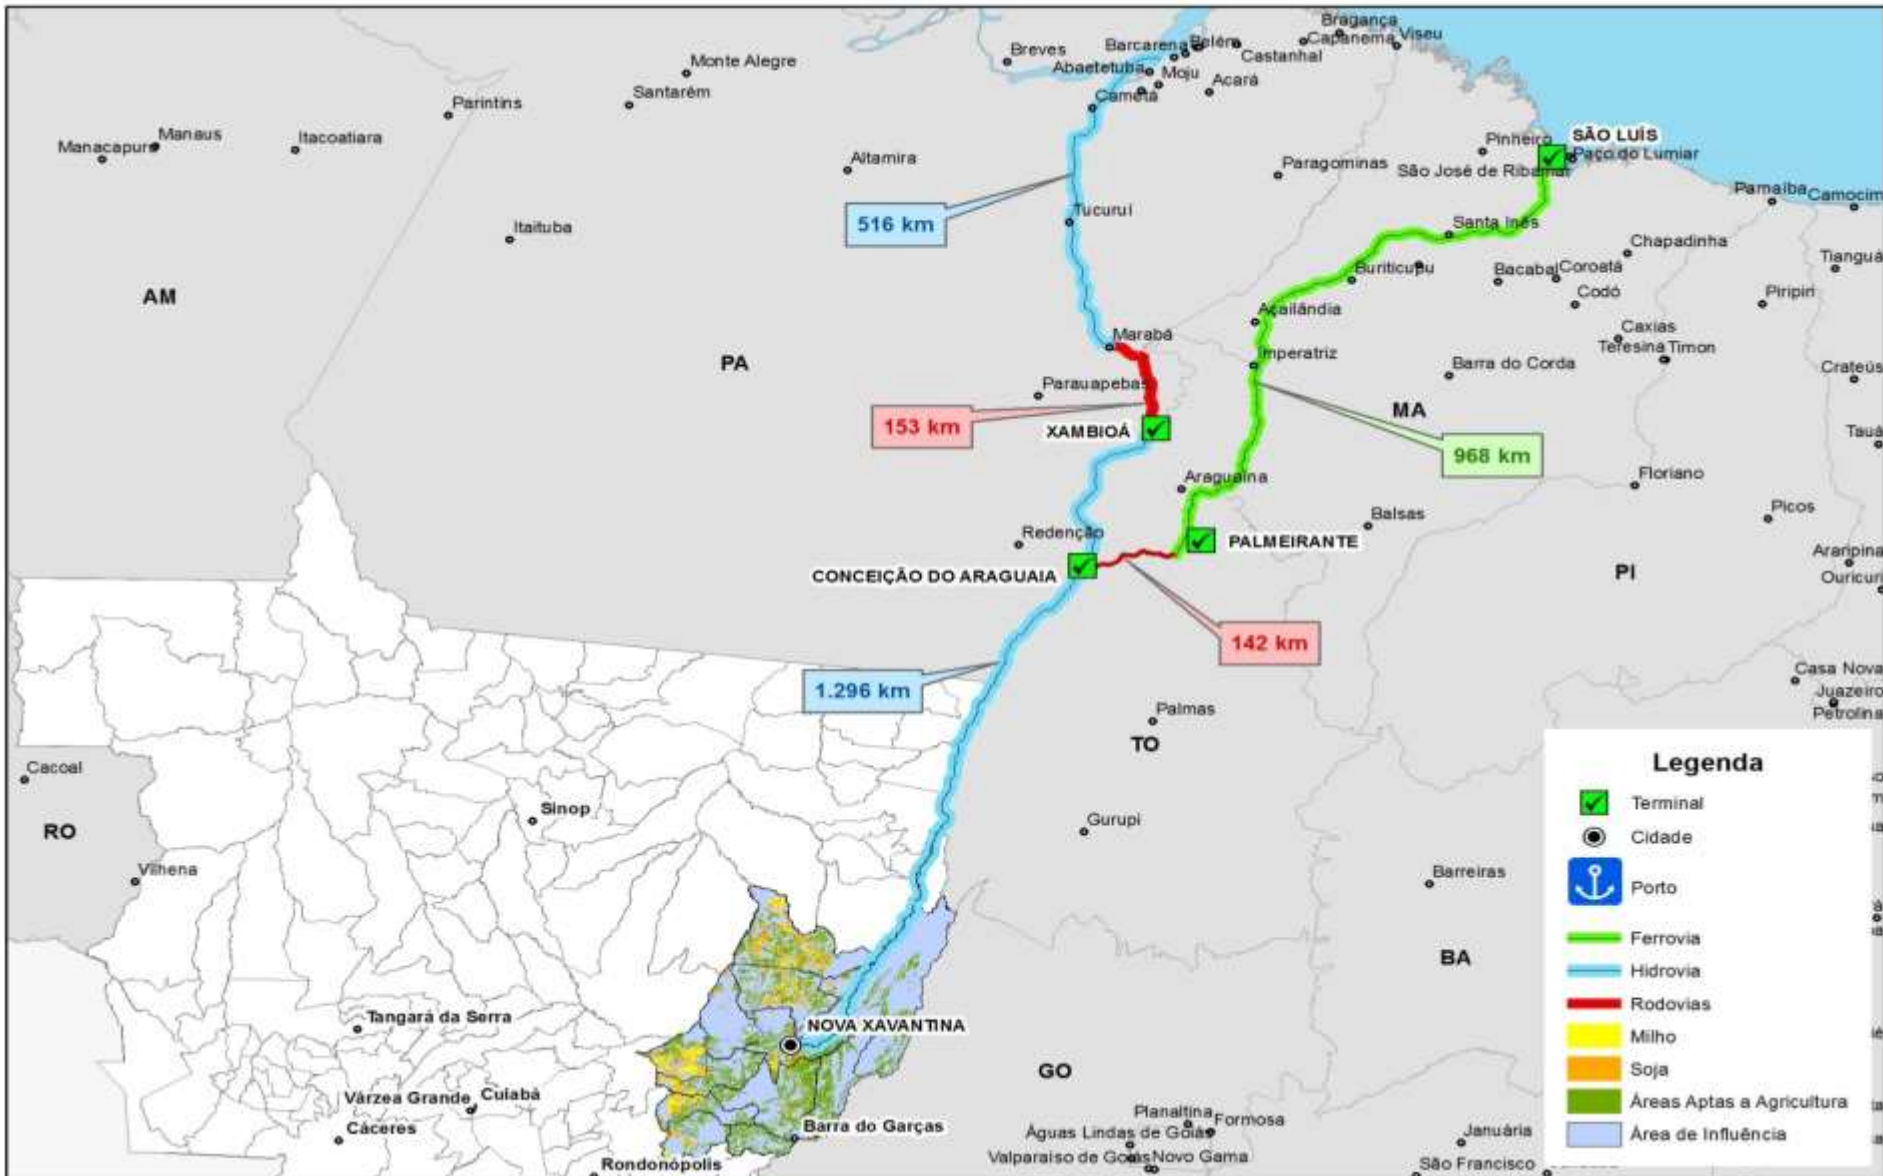 Bragança
Capanema
Viseu
Barcarena
Belém
Castanhal
Breves
Abaetetuba
Moju
Acará
Monte Alegre
Santarém
Cametá
Parintins
Manaus
Manacapuru
Itacoatiara
Altamira
Paragominas
Pinheiro
SÃO LUÍS
Paço do Lumiar
São José de Ribamar
Parnaíba
Camocim
516 km
Tucuruí
Santa Inês
Itaituba
Chapadinha
Tianguá
Buriticupu
Bacabal
Coroatá
Codó
Piripiri
AM
Açailândia
Marabá
Imperatriz
Caxias
Teresina
Timon
PA
Barra do Corda
Crateús
Parauapebas
MA
153 km
XAMBIOÁ
968 km
Tauá
Floriano
Araguaína
Balsas
Picos
Redenção
PALMEIRANTE
CONCEIÇÃO DO ARAGUAIA
PI
Araripina
Ouricuri
142 km
1.296 km
Casa Nova
Juazeiro
Petrolina
Palmas
TO
Cacoal
RO
Sinop
Gurupi
Vilhena
Barreiras
BA
Tangará da Serra
NOVA XAVANTINA
GO
Várzea Grande
Cuiabá
Cáceres
Barra do Garças
Rondonópolis
Planaltina
Formosa
Águas Lindas de Goiás
Valparaíso de Goiás
Novo Gama
Januária
São Francisco
Legenda
Terminal
Cidade
Porto
Ferrovia
Hidrovia
Rodovias
Milho
Soja
Áreas Aptas a Agricultura
Área de Influência